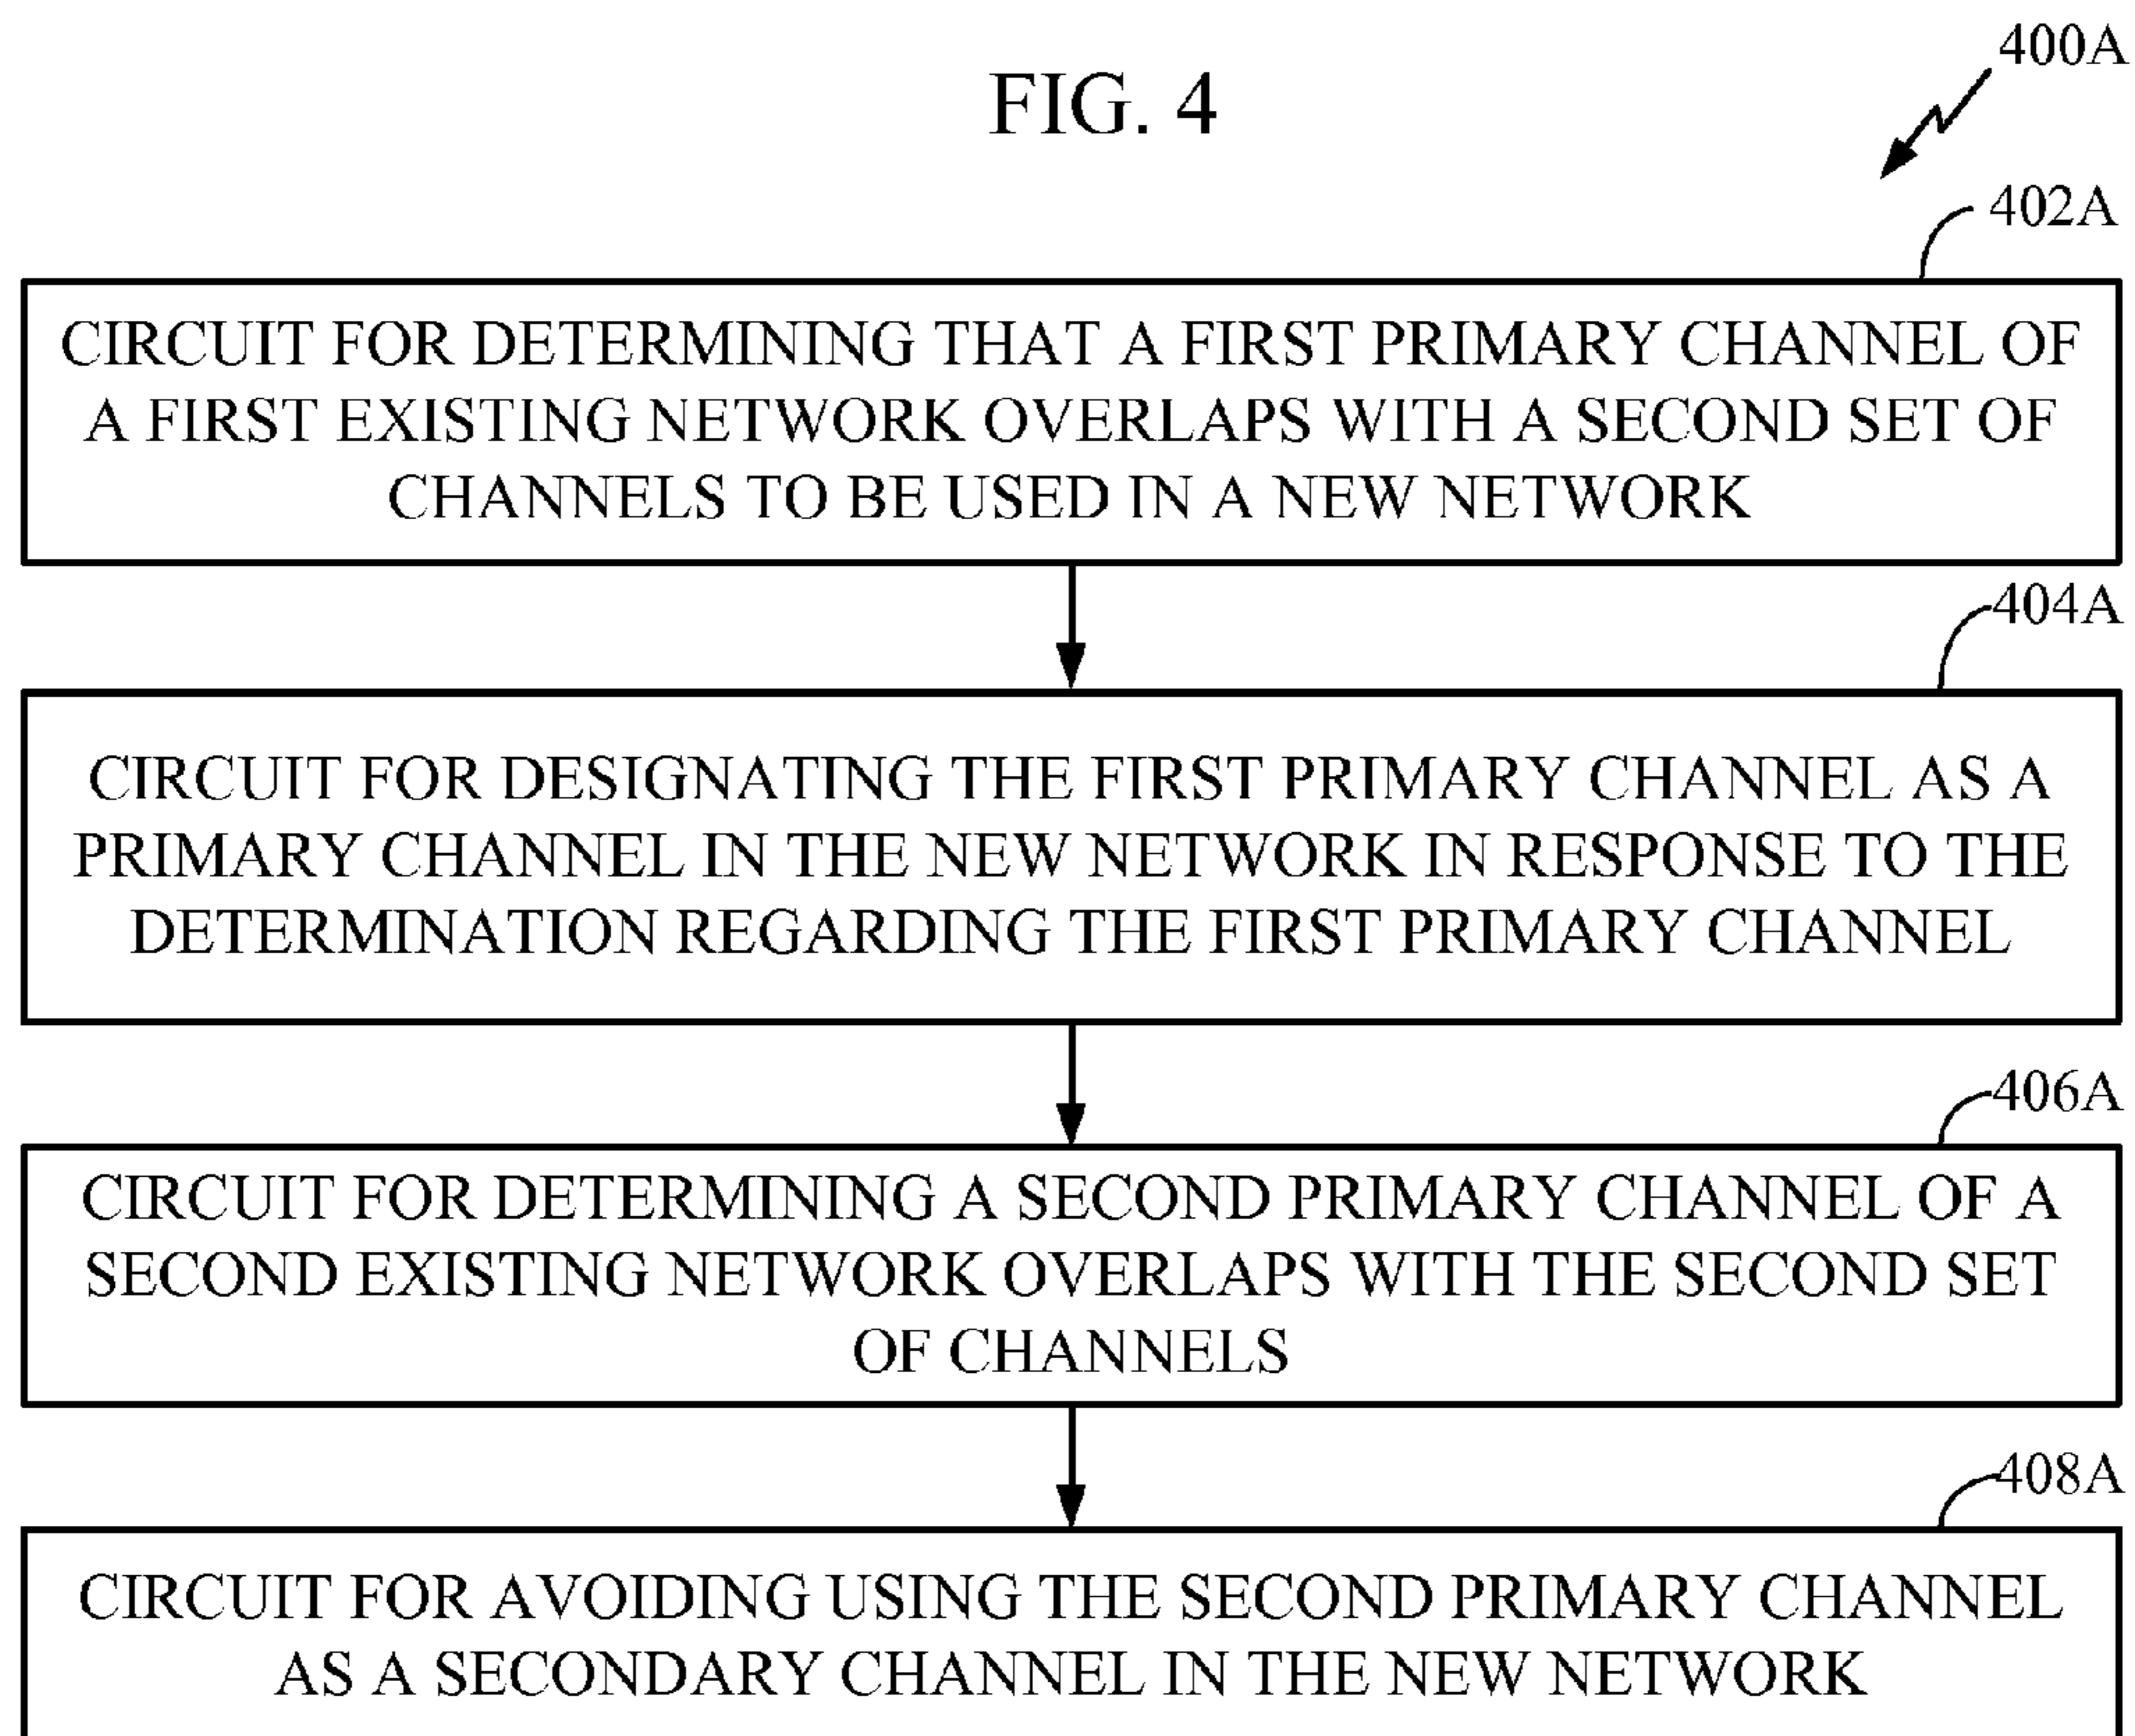 400A
FIG. 4
402A
CIRCUIT FOR DETERMINING THAT A FIRST PRIMARY CHANNEL OF
A FIRST EXISTING NETWORK OVERLAPS WITH A SECOND SET OF
CHANNELS TO BE USED IN A NEW NETWORK
404A
CIRCUIT FOR DESIGNATING THE FIRST PRIMARY CHANNEL AS A
PRIMARY CHANNEL IN THE NEW NETWORK IN RESPONSE TO THE
DETERMINATION REGARDING THE FIRST PRIMARY CHANNEL
406A
CIRCUIT FOR DETERMINING A SECOND PRIMARY CHANNEL OF A
SECOND EXISTING NETWORK OVERLAPS WITH THE SECOND SET
OF CHANNELS
408A
CIRCUIT FOR AVOIDING USING THE SECOND PRIMARY CHANNEL
AS A SECONDARY CHANNEL IN THE NEW NETWORK